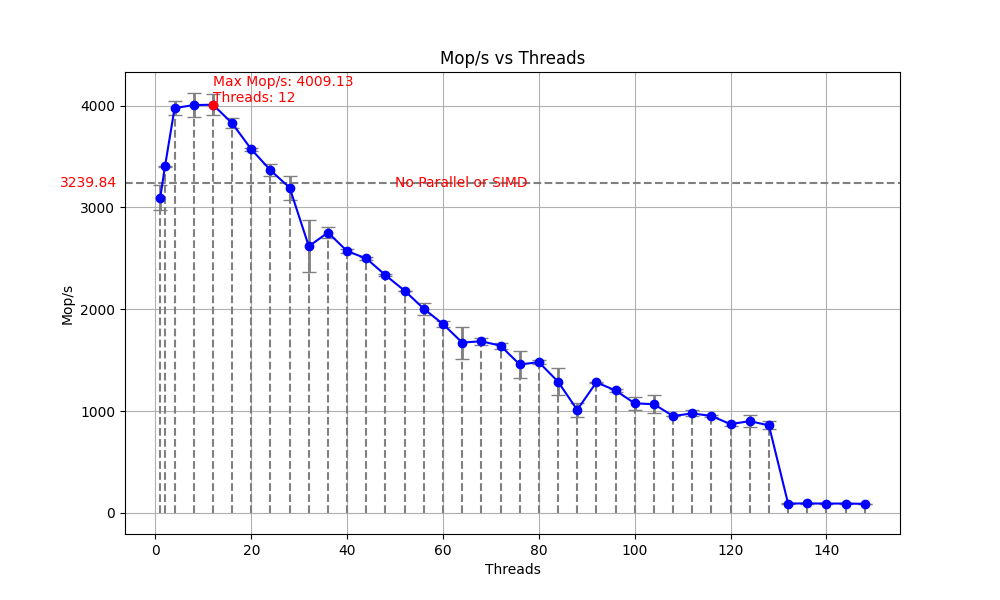 Mop/s vs Threads
Max Mop/s: 4009.13
Threads: 12
4000
3239.84
No Parallel or SIMD
3000
2000
1000
0
Mop/s
0 20 40 60 80 100 120 140
Threads